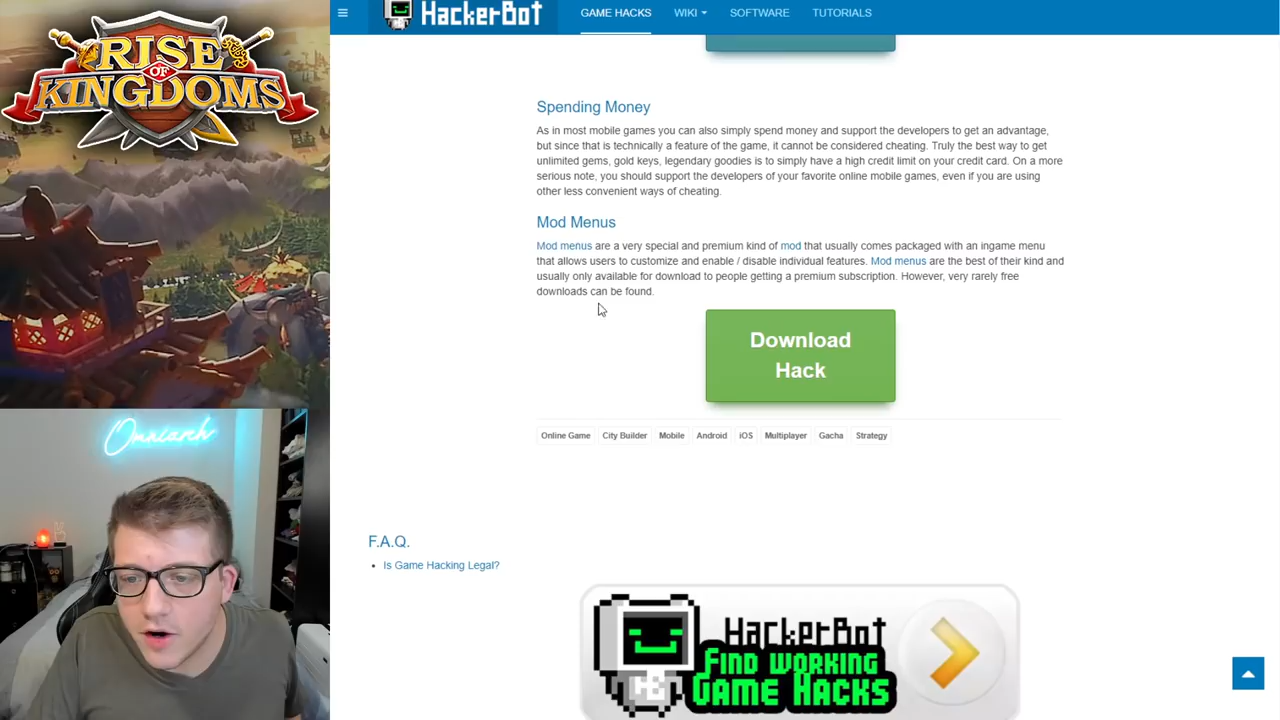 RISE
OF
KINGDOMS
HackerBot
GAME HACKS
WIKI
SOFTWARE
TUTORIALS
Spending Money
As in most mobile games you can also simply spend money and support the developers to get an advantage,
but since that is technically a feature of the game, it cannot be considered cheating. Truly the best way to get
unlimited gems, gold keys, legendary goodies is to simply have a high credit limit on your credit card. On a more
serious note, you should support the developers of your favorite online mobile games, even if you are using
other less convenient ways of cheating.
Mod Menus
Mod menus are a very special and premium kind of mod that usually comes packaged with an ingame menu
that allows users to customize and enable / disable individual features. Mod menus are the best of their kind and
usually only available for download to people getting a premium subscription. However, very rarely free
downloads can be found.
Download
Hack
Online Game
City Builder
Mobile
Android
iOS
Multiplayer
Gacha
Strategy
Omniarch
F.A.Q.
Is Game Hacking Legal?
HackerBot
FIND WORKING
GAME HACKS
HB